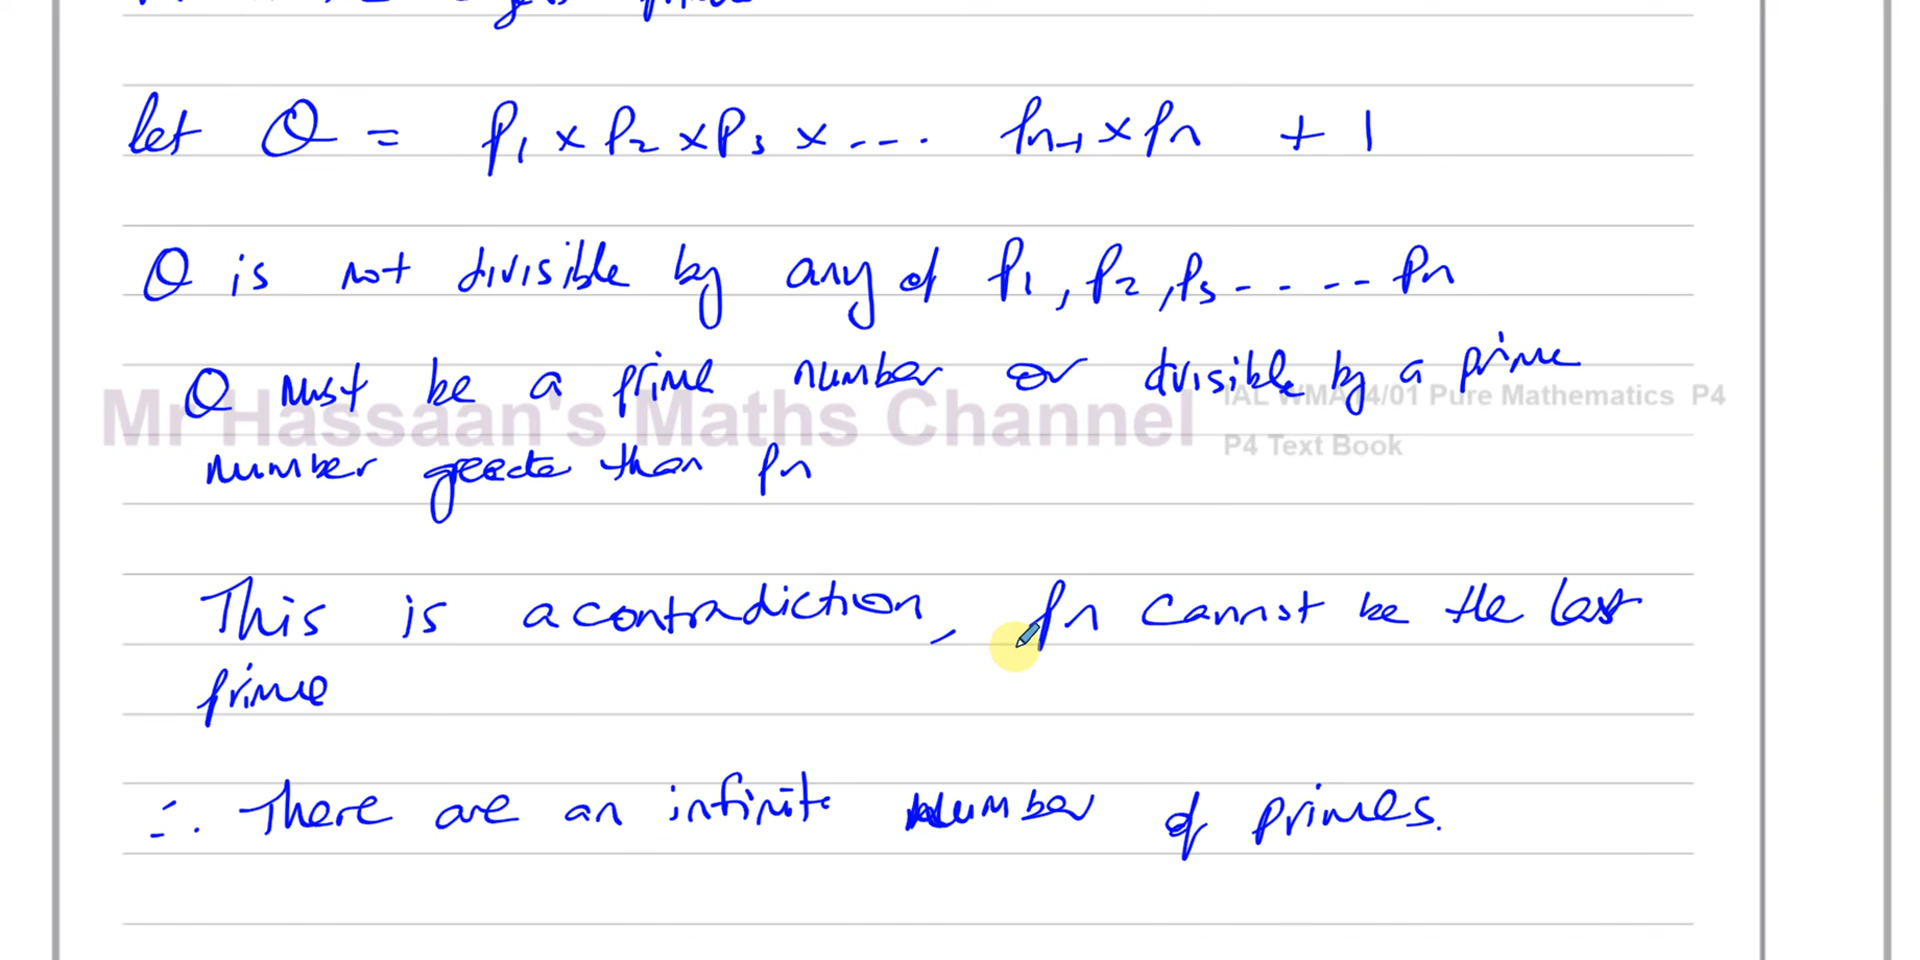 let Q = P₁ × P₂ × P₃ × ... Pn-1 × Pn + 1
Q is not divisible by any of P₁, P₂, P₃ - - - - - Pn
Q must be a prime number or divisible by a prime
Mr Hassaan's Maths Channel
IAL WMA14/01 Pure Mathematics P4
P4 Text Book
number than Pn
This is a contradiction, Pn cannot be the last
prime
∴ There are an infinite number of primes.